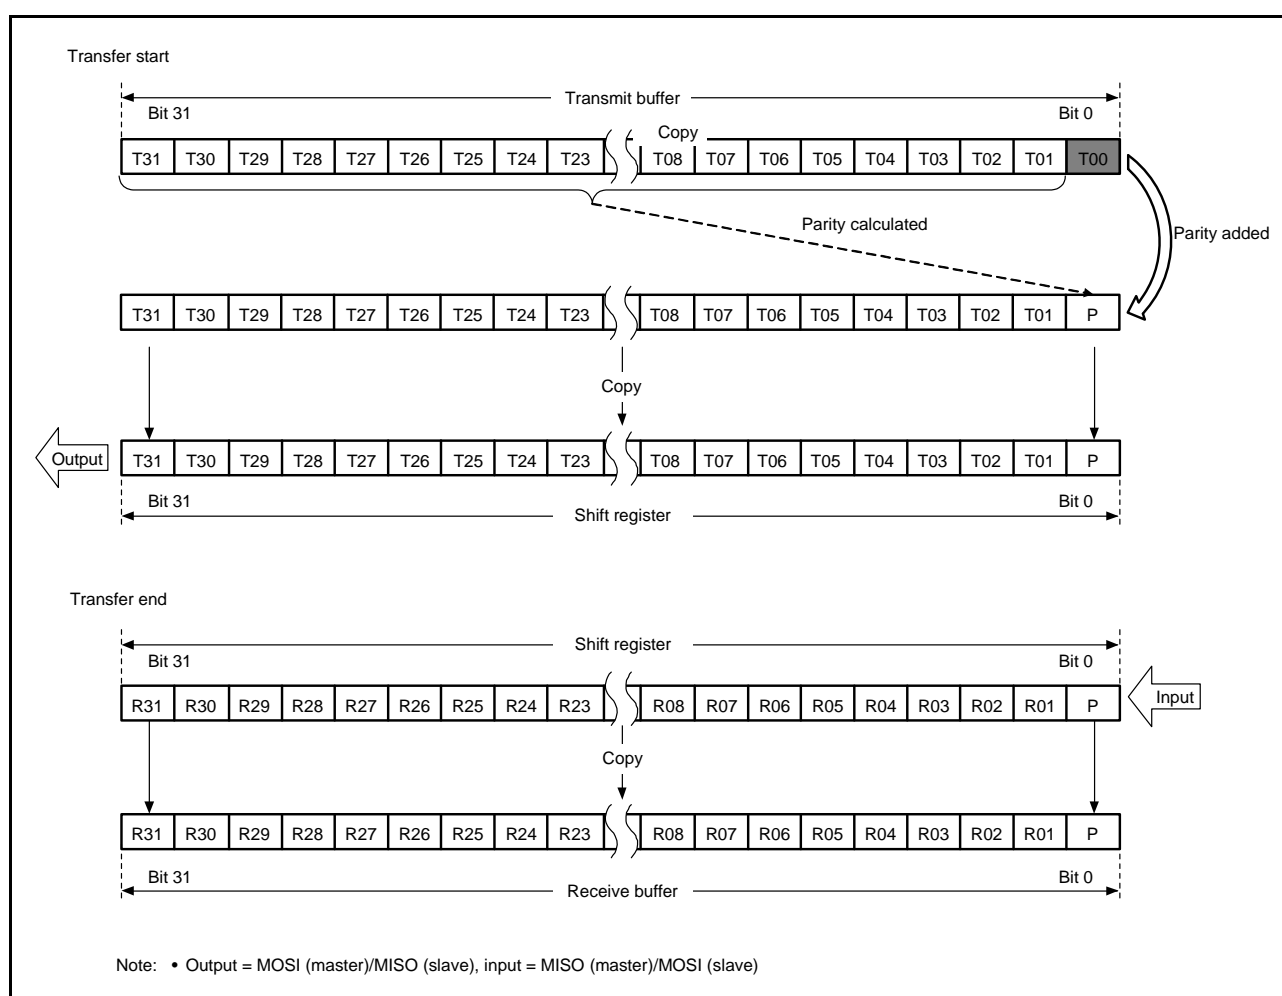 Transfer start
Transmit buffer
Bit 31 Bit 0
Copy
T31 T30 T29 T28 T27 T26 T25 T24 T23 T08 T07 T06 T05 T04 T03 T02 T01 T00
Parity calculated
Parity added
T31 T30 T29 T28 T27 T26 T25 T24 T23 T08 T07 T06 T05 T04 T03 T02 T01 P
Copy
Output
T31 T30 T29 T28 T27 T26 T25 T24 T23 T08 T07 T06 T05 T04 T03 T02 T01 P
Bit 31 Bit 0
Shift register
Transfer end
Shift register
Bit 31 Bit 0
R31 R30 R29 R28 R27 R26 R25 R24 R23 R08 R07 R06 R05 R04 R03 R02 R01 P
Input
Copy
R31 R30 R29 R28 R27 R26 R25 R24 R23 R08 R07 R06 R05 R04 R03 R02 R01 P
Bit 31 Bit 0
Receive buffer
Note: • Output = MOSI (master)/MISO (slave), input = MISO (master)/MOSI (slave)